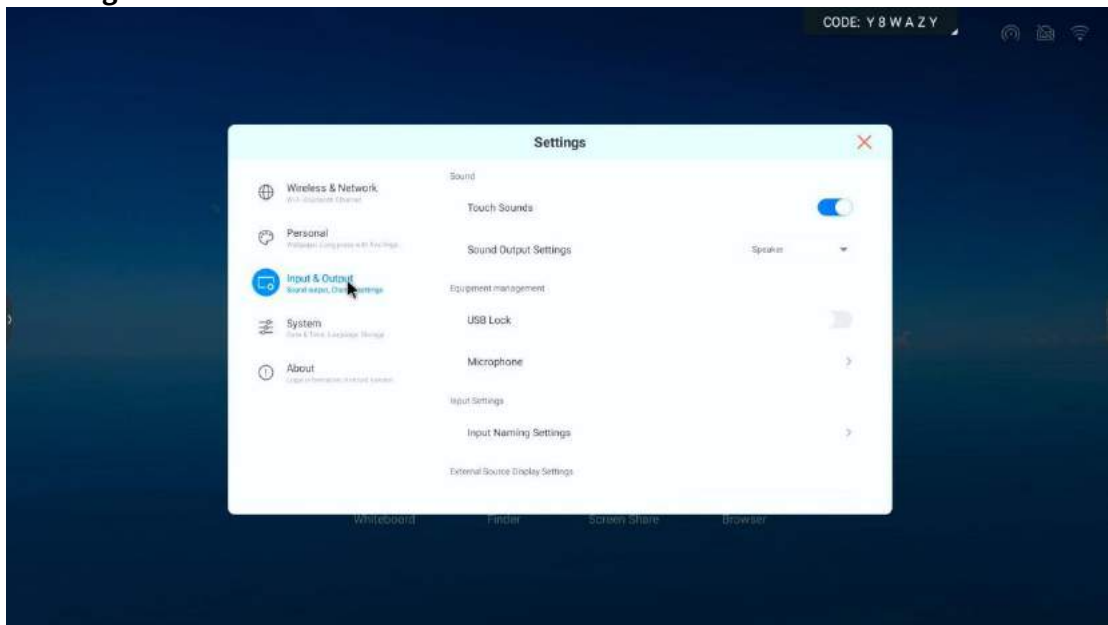 CODE: Y8WAZY
Settings
Wireless & Network
Personal
Input & Output
System
About
Sound
Touch Sounds
Sound Output Settings
Speaker
Equipment management
USB Lock
Microphone
Input Settings
Input Naming Settings
External Source Display Settings
Whiteboard
Finder
Screen Share
Browser